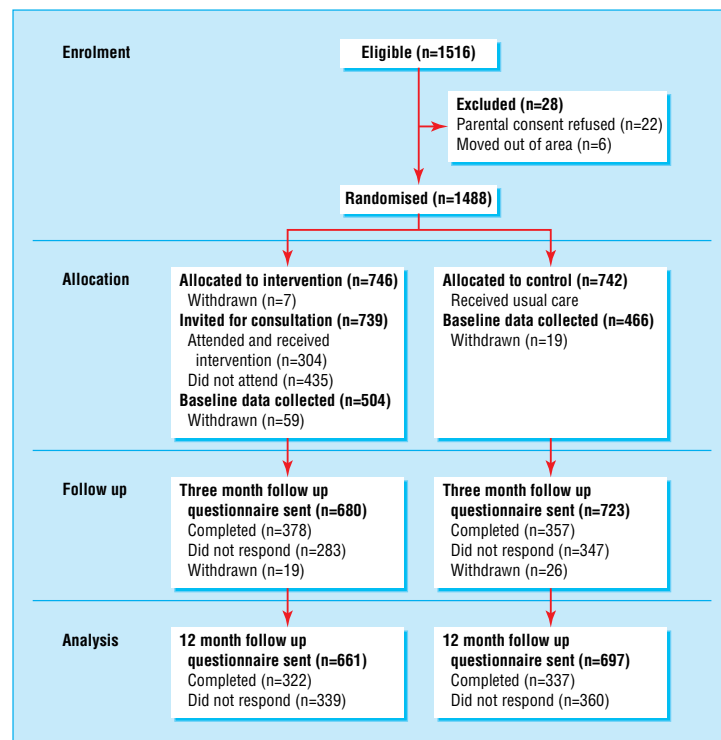 Enrolment
Eligible (n=1516)
Excluded (n=28)
Parental consent refused (n=22)
Moved out of area (n=6)
Randomised (n=1488)
Allocation
Allocated to intervention (n=746)
Withdrawn (n=7)
Invited for consultation (n=739)
Attended and received
intervention (n=304)
Did not attend (n=435)
Baseline data collected (n=504)
Withdrawn (n=59)
Allocated to control (n=742)
Received usual care
Baseline data collected (n=466)
Withdrawn (n=19)
Follow up
Three month follow up
questionnaire sent (n=680)
Completed (n=378)
Did not respond (n=283)
Withdrawn (n=19)
Three month follow up
questionnaire sent (n=723)
Completed (n=357)
Did not respond (n=347)
Withdrawn (n=26)
Analysis
12 month follow up
questionnaire sent (n=661)
Completed (n=322)
Did not respond (n=339)
12 month follow up
questionnaire sent (n=697)
Completed (n=337)
Did not respond (n=360)